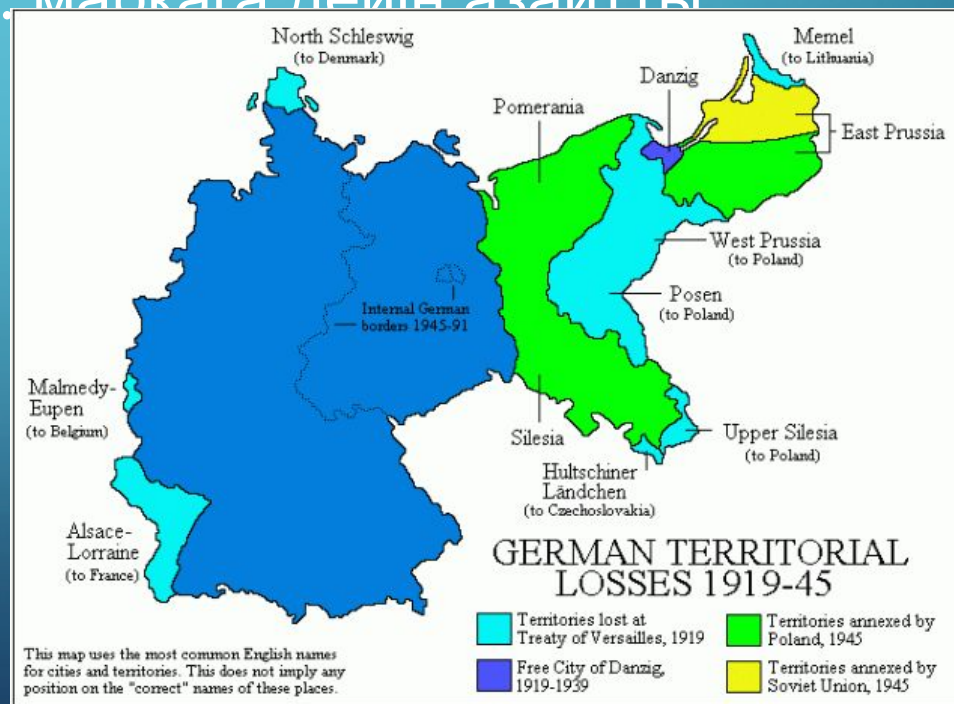 . марkаға дейін азайтты
North Schleswig
(to Denmark)
Memel
(to Lithuania)
Danzig
Pomerania
East Prussia
West Prussia
(to Poland)
Posen
(to Poland)
Internal German
borders 1945-91
Malmedy-
Eupen
(to Belgium)
Silesia
Upper Silesia
(to Poland)
Hultschiner
Ländchen
(to Czechoslovakia)
Alsace-
Lorraine
(to France)
GERMAN TERRITORIAL
LOSSES 1919-45
Territories lost at
Treaty of Versailles, 1919
Territories annexed by
Poland, 1945
Free City of Danzig,
1919-1939
Territories annexed by
Soviet Union, 1945
This map uses the most common English names
for cities and territories. This does not imply any
position on the "correct" names of these places.